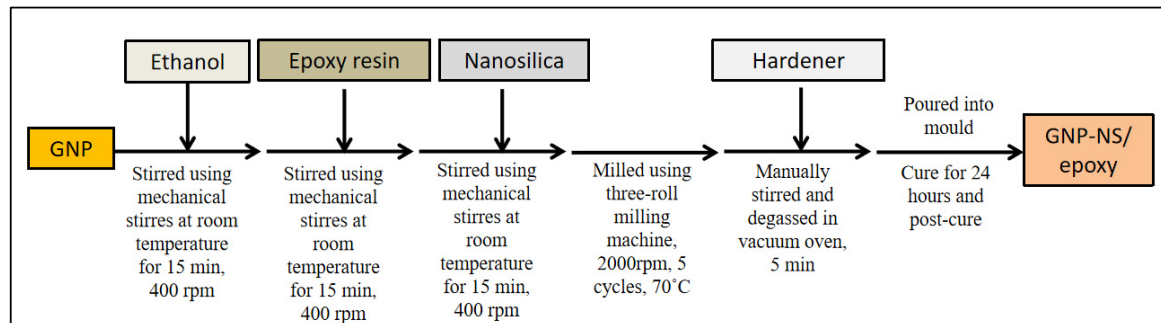 Ethanol
Epoxy resin
Nanosilica
Hardener
GNP
Stirred using
mechanical
stirres at room
temperature
for 15 min,
400 rpm
Stirred using
mechanical
stirres at
room
temperature
for 15 min,
400 rpm
Stirred using
mechanical
stirres at
room
temperature
for 15 min,
400 rpm
Milled using
three-roll
milling
machine,
2000rpm, 5
cycles, 70˚C
Manually
stirred and
degassed in
vacuum oven,
5 min
Poured into
mould
Cure for 24
hours and
post-cure
GNP-NS/
epoxy